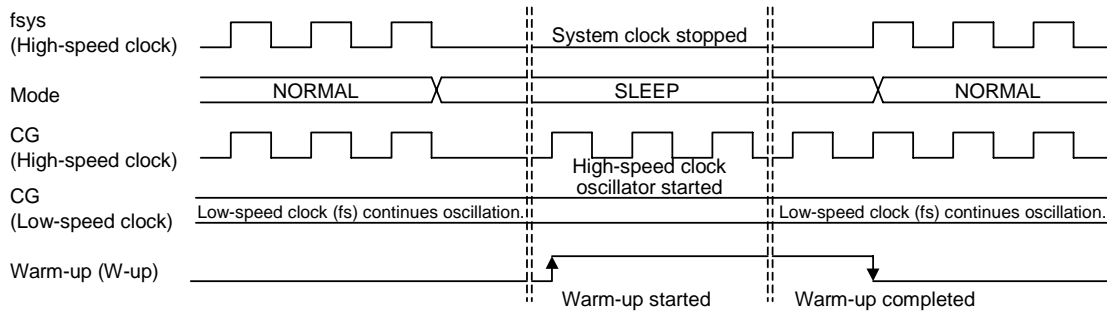 fsys
(High-speed clock)
System clock stopped
Mode
NORMAL
SLEEP
NORMAL
CG
(High-speed clock)
High-speed clock
oscillator started
CG
(Low-speed clock)
Low-speed clock (fs) continues oscillation.
Low-speed clock (fs) continues oscillation.
Warm-up (W-up)
Warm-up started
Warm-up completed